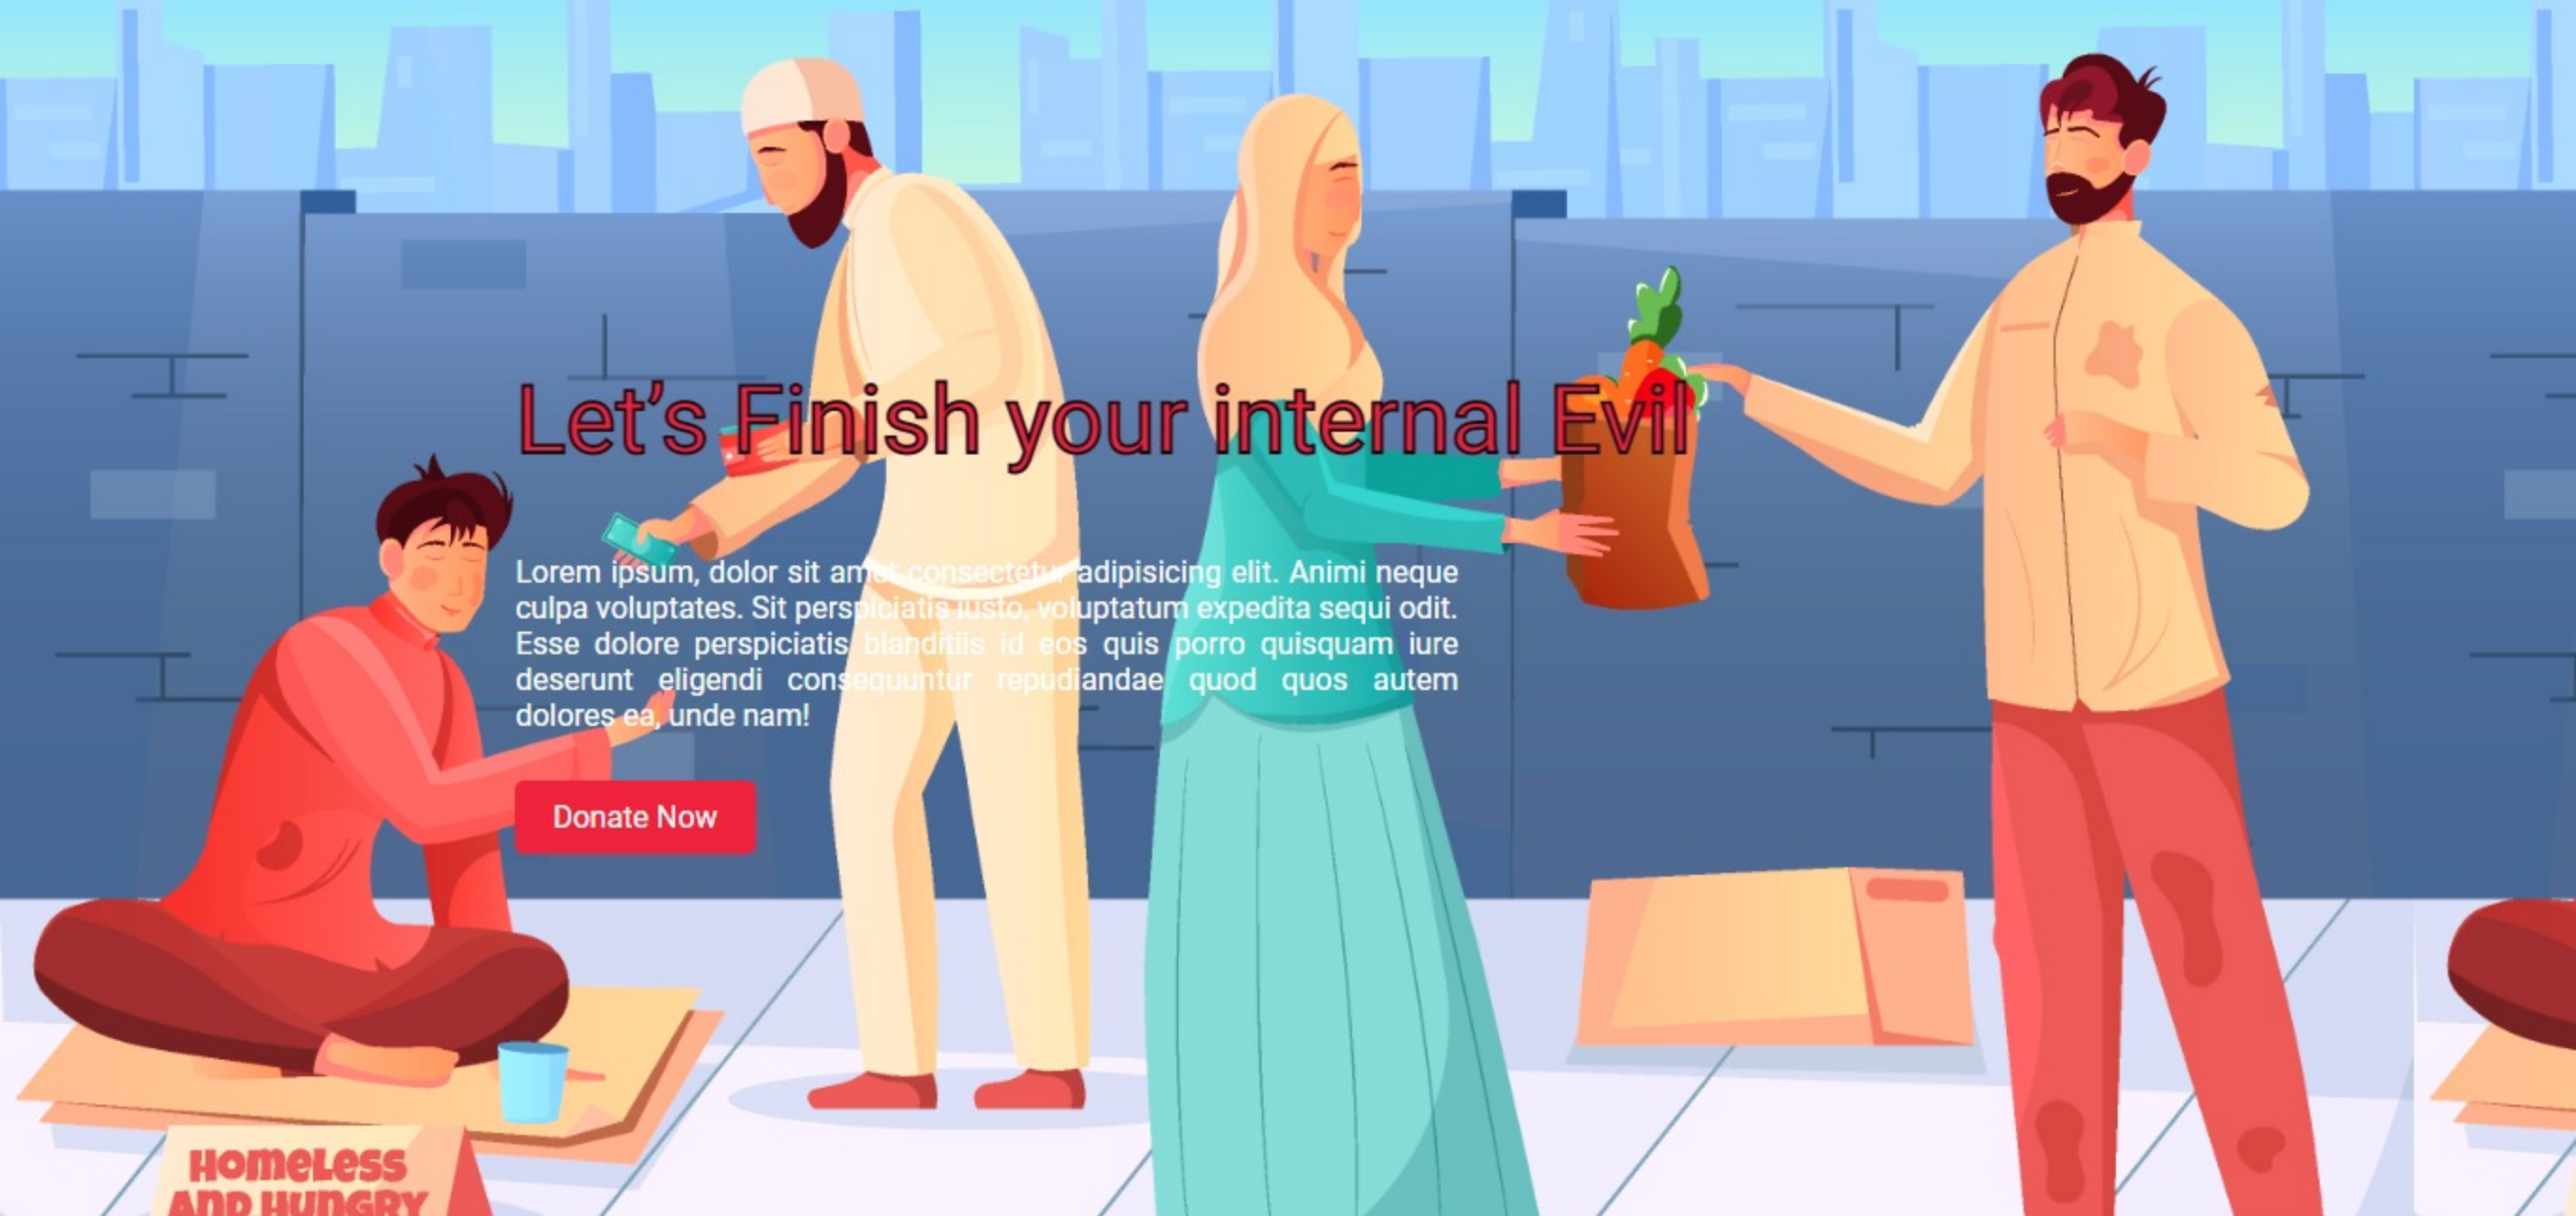 Let’s Finish your internal Evil
Lorem ipsum, dolor sit amet consectetur adipisicing elit. Animi neque
culpa voluptates. Sit perspiciatis iusto, voluptatum expedita sequi odit.
Esse dolore perspiciatis blanditiis id eos quis porro quisquam iure
deserunt eligendi consequuntur repudiandae quod quos autem
dolores ea, unde nam!
Donate Now
HOMELESS
AND HUNGRY